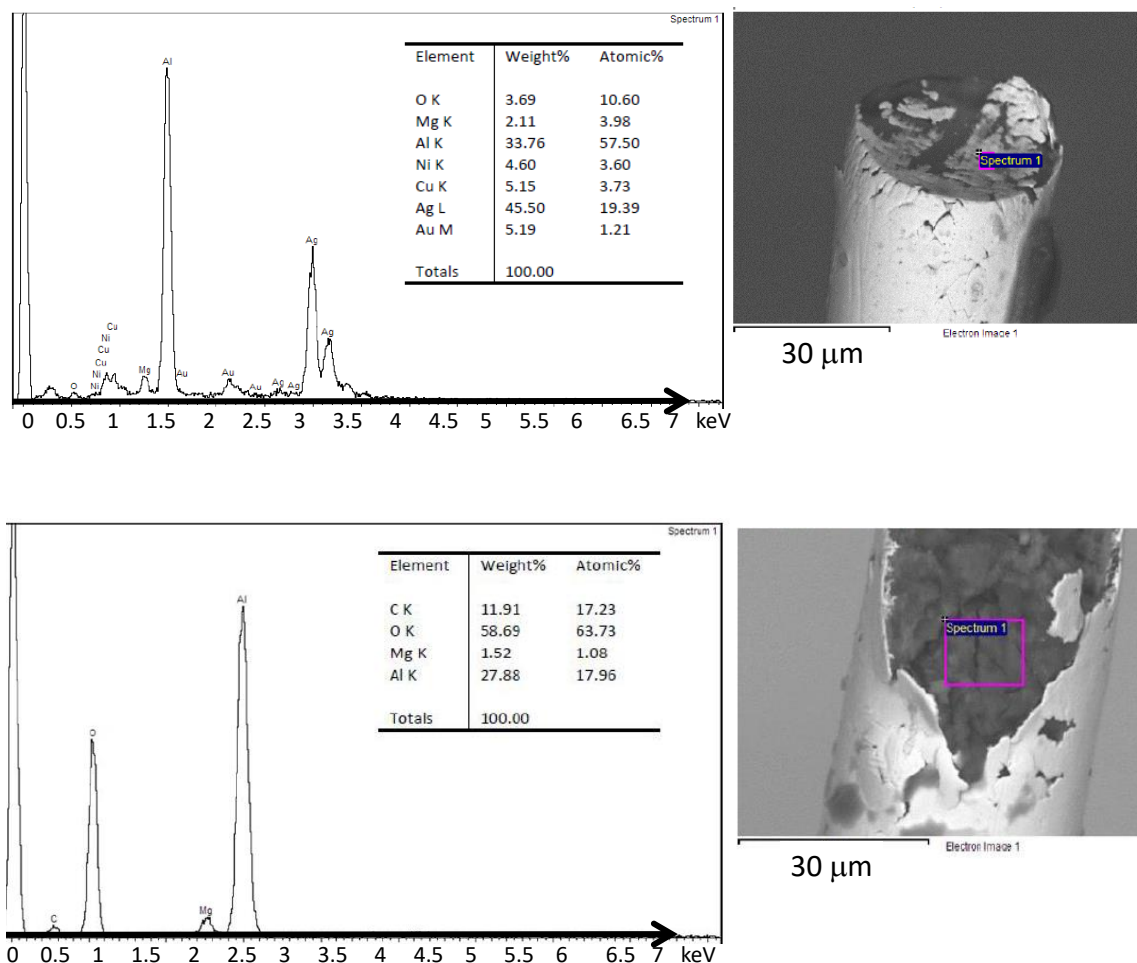 Spectrum 1
Element Weight% Atomic%
O K 3.69 10.60
Mg K 2.11 3.98
Al K 33.76 57.50
Ni K 4.60 3.60
Cu K 5.15 3.73
Ag L 45.50 19.39
Au M 5.19 1.21
Totals 100.00
Al
Ag
Ag
Cu
Ni
Cu
Cu
Ni
O
Mg
Au
Au
Au
Ag
Ag
0 0.5 1 1.5 2 2.5 3 3.5 4 4.5 5 5.5 6 6.5 7 keV
Spectrum 1
Electron Image 1
30 μm
Spectrum 1
Element Weight% Atomic%
C K 11.91 17.23
O K 58.69 63.73
Mg K 1.52 1.08
Al K 27.88 17.96
Totals 100.00
Al
O
C
Mg
0 0.5 1 1.5 2 2.5 3 3.5 4 4.5 5 5.5 6 6.5 7 keV
Spectrum 1
Electron Image 1
30 μm